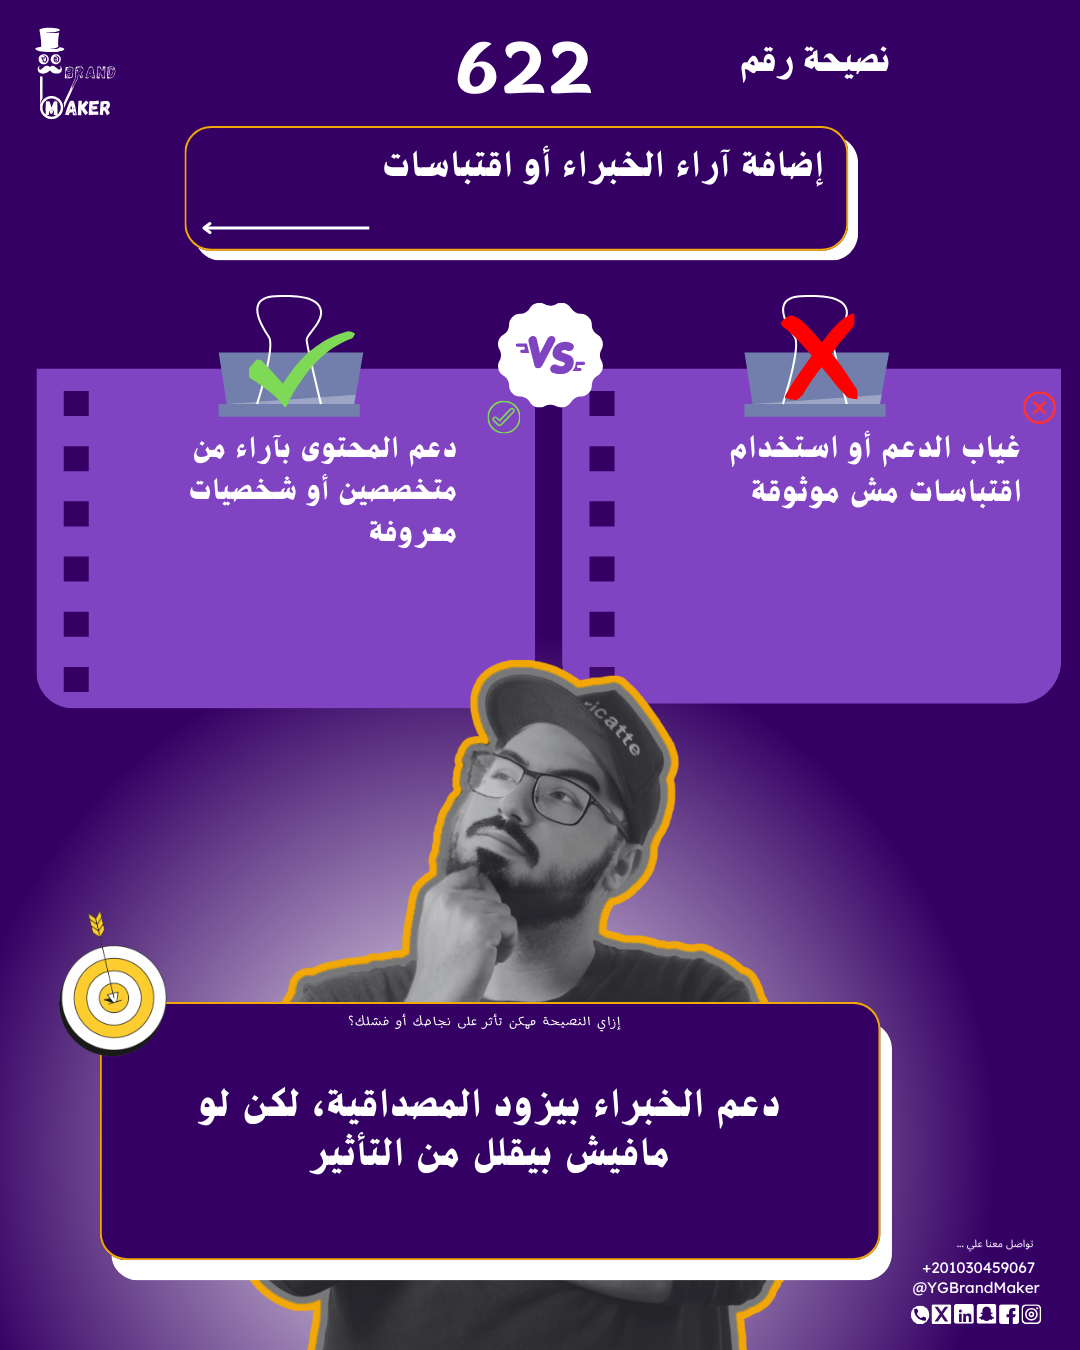 BRAND
MAKER
نصيحة رقم
622
إضافة آراء الخبراء أو اقتباسات
VS
غياب الدعم أو استخدام
اقتباسات مش موثوقة
دعم المحتوى بآراء من
متخصصين أو شخصيات
معروفة
icatte
إزاي النصيحة ممكن تأثر على نجاحك أو فشلك؟
دعم الخبراء بيزود المصداقية، لكن لو
مافيش بيقلل من التأثير
تواصل معنا علي ...
+201030459067
@YGBrandMaker